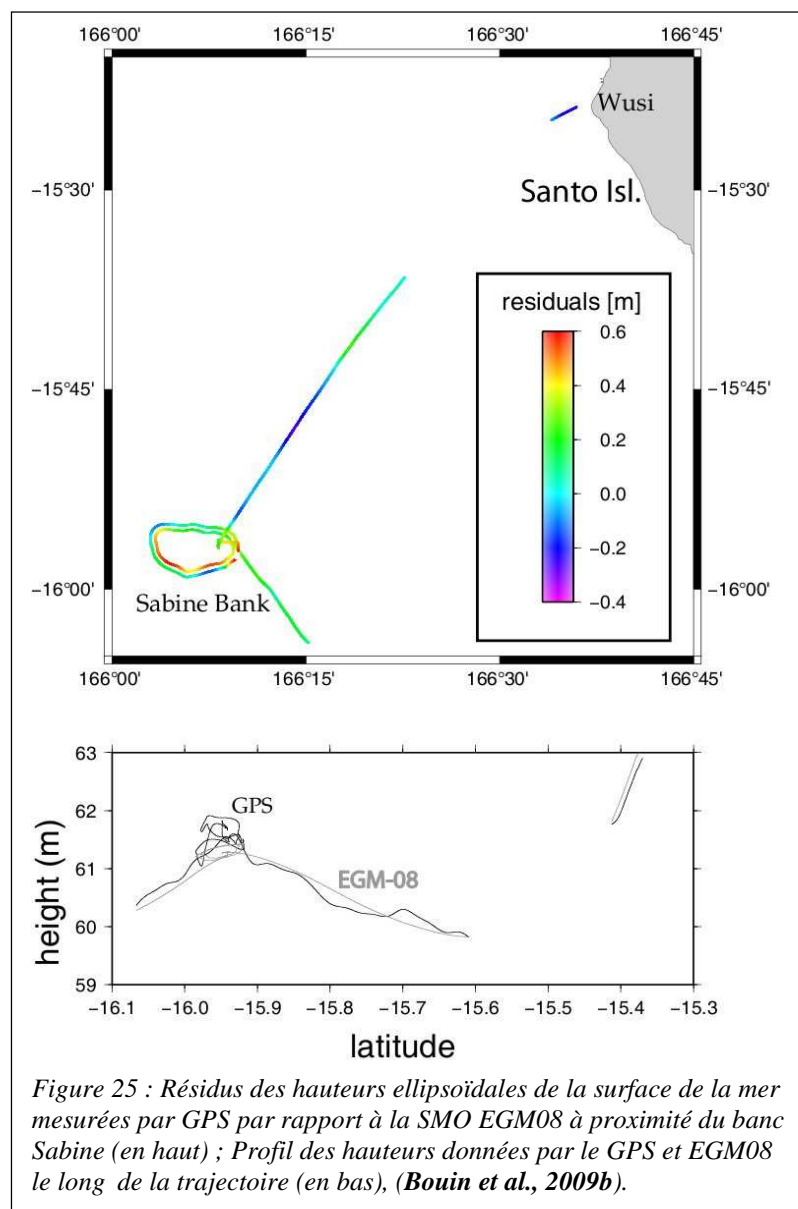 166°00' 166°15' 166°30' 166°45'
Wusi
−15°30' −15°30'
Santo Isl.
residuals [m]
0.6
0.4
0.2
0.0
−0.2
−0.4
−15°45' −15°45'
−16°00' −16°00'
Sabine Bank
166°00' 166°15' 166°30' 166°45'
63
62
61
60
59
height (m)
GPS
EGM-08
−16.1 −16.0 −15.9 −15.8 −15.7 −15.6 −15.5 −15.4 −15.3
latitude
Figure 25 : Résidus des hauteurs ellipsoïdales de la surface de la mer
mesurées par GPS par rapport à la SMO EGM08 à proximité du banc
Sabine (en haut) ; Profil des hauteurs données par le GPS et EGM08
le long de la trajectoire (en bas), (Bouin et al., 2009b).